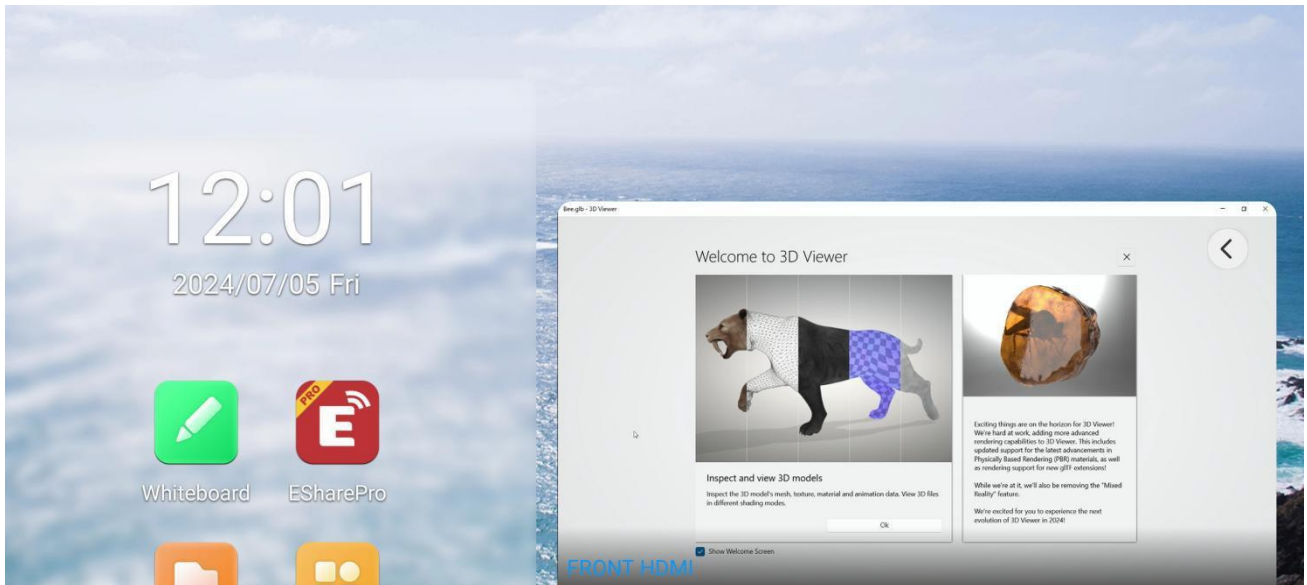 12:01
2024/07/05 Fri
PRO
E
Whiteboard
ESharePro
Bee.glb - 3D Viewer
Welcome to 3D Viewer
Inspect and view 3D models
Inspect the 3D model's mesh, texture, material and animation data. View 3D files
in different shading modes.
Ok
Exciting things are on the horizon for 3D Viewer!
We're hard at work, adding more advanced
rendering capabilities to 3D Viewer. This includes
updated support for the latest advancements in
Physically Based Rendering (PBR) materials, as well
as rendering support for new glTF extensions!
While we're at it, we'll also be removing the "Mixed
Reality" feature.
We're excited for you to experience the next
evolution of 3D Viewer in 2024!
Show Welcome Screen
FRONT HDMI